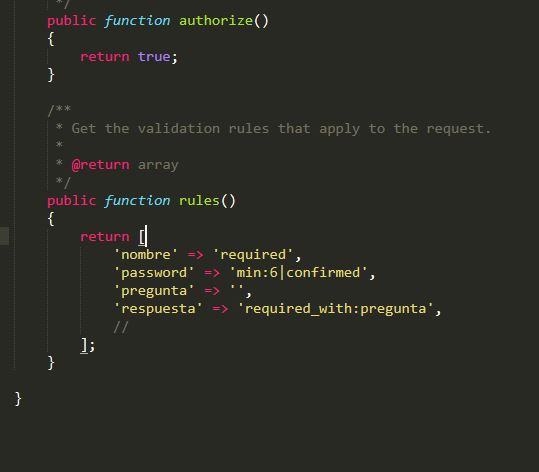 */
public function authorize()
{
return true;
}
/**
* Get the validation rules that apply to the request.
*
* @return array
*/
public function rules()
{
return [
'nombre' => 'required',
'password' => 'min:6|confirmed',
'pregunta' => '',
'respuesta' => 'required_with:pregunta',
//
];
}
}